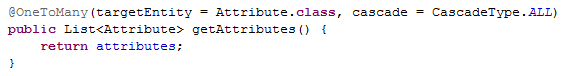 @OneToMany(targetEntity = Attribute.class, cascade = CascadeType.ALL)
public List<Attribute> getAttributes() {
    return attributes;
}